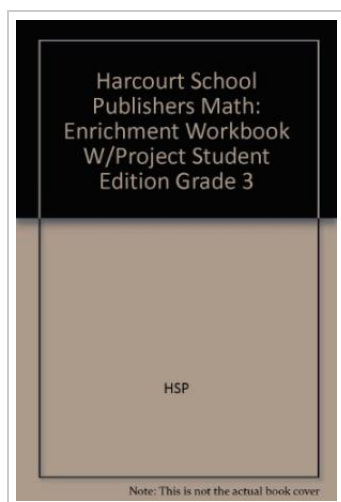 Harcourt School
Publishers Math:
Enrichment Workbook
W/Project Student
Edition Grade 3
HSP
Note: This is not the actual book cover